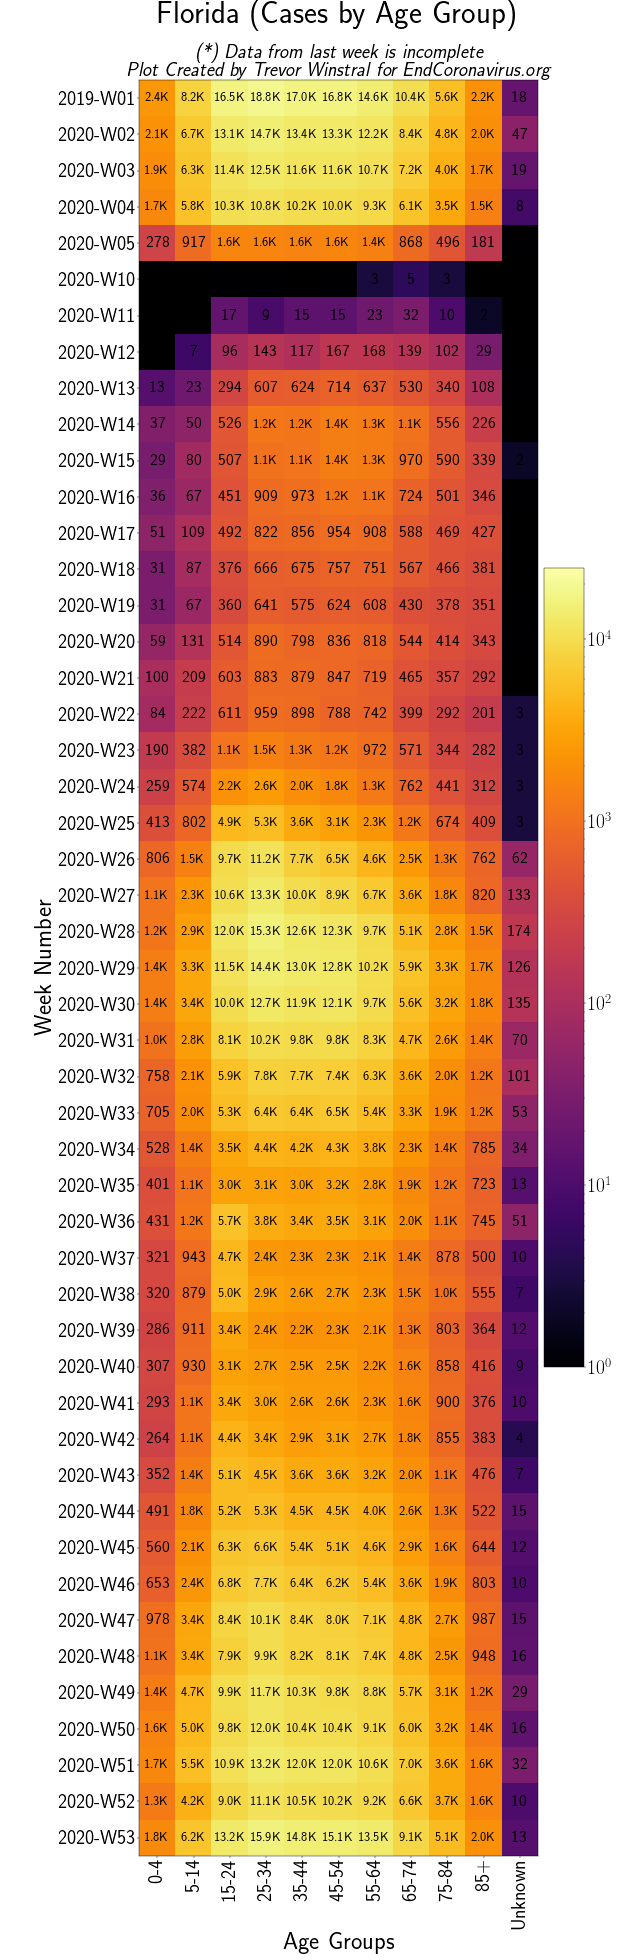 Florida (Cases by Age Group)
(*) Data from last week is incomplete
Plot Created by Trevor Winstral for EndCoronavirus.org
2019-W01 2.4K 8.2K 16.5K 18.8K 17.0K 16.8K 14.6K 10.4K 5.6K 2.2K 18
2020-W02 2.1K 6.7K 13.1K 14.7K 13.4K 13.3K 12.2K 8.4K 4.8K 2.0K 47
2020-W03 1.9K 6.3K 11.4K 12.5K 11.6K 11.6K 10.7K 7.2K 4.0K 1.7K 19
2020-W04 1.7K 5.8K 10.3K 10.8K 10.2K 10.0K 9.3K 6.1K 3.5K 1.5K 8
2020-W05 278 917 1.6K 1.6K 1.6K 1.6K 1.4K 868 496 181
2020-W10 3 5 3
2020-W11 17 9 15 15 23 32 10 2
2020-W12 7 96 143 117 167 168 139 102 29
2020-W13 13 23 294 607 624 714 637 530 340 108
2020-W14 37 50 526 1.2K 1.2K 1.4K 1.3K 1.1K 556 226
2020-W15 29 80 507 1.1K 1.1K 1.4K 1.3K 970 590 339 2
2020-W16 36 67 451 909 973 1.2K 1.1K 724 501 346
2020-W17 51 109 492 822 856 954 908 588 469 427
2020-W18 31 87 376 666 675 757 751 567 466 381
2020-W19 31 67 360 641 575 624 608 430 378 351
2020-W20 59 131 514 890 798 836 818 544 414 343
2020-W21 100 209 603 883 879 847 719 465 357 292
2020-W22 84 222 611 959 898 788 742 399 292 201 3
2020-W23 190 382 1.1K 1.5K 1.3K 1.2K 972 571 344 282 3
2020-W24 259 574 2.2K 2.6K 2.0K 1.8K 1.3K 762 441 312 3
2020-W25 413 802 4.9K 5.3K 3.6K 3.1K 2.3K 1.2K 674 409 3
2020-W26 806 1.5K 9.7K 11.2K 7.7K 6.5K 4.6K 2.5K 1.3K 762 62
2020-W27 1.1K 2.3K 10.6K 13.3K 10.0K 8.9K 6.7K 3.6K 1.8K 820 133
2020-W28 1.2K 2.9K 12.0K 15.3K 12.6K 12.3K 9.7K 5.1K 2.8K 1.5K 174
2020-W29 1.4K 3.3K 11.5K 14.4K 13.0K 12.8K 10.2K 5.9K 3.3K 1.7K 126
2020-W30 1.4K 3.4K 10.0K 12.7K 11.9K 12.1K 9.7K 5.6K 3.2K 1.8K 135
2020-W31 1.0K 2.8K 8.1K 10.2K 9.8K 9.8K 8.3K 4.7K 2.6K 1.4K 70
2020-W32 758 2.1K 5.9K 7.8K 7.7K 7.4K 6.3K 3.6K 2.0K 1.2K 101
2020-W33 705 2.0K 5.3K 6.4K 6.4K 6.5K 5.4K 3.3K 1.9K 1.2K 53
2020-W34 528 1.4K 3.5K 4.4K 4.2K 4.3K 3.8K 2.3K 1.4K 785 34
2020-W35 401 1.1K 3.0K 3.1K 3.0K 3.2K 2.8K 1.9K 1.2K 723 13
2020-W36 431 1.2K 5.7K 3.8K 3.4K 3.5K 3.1K 2.0K 1.1K 745 51
2020-W37 321 943 4.7K 2.4K 2.3K 2.3K 2.1K 1.4K 878 500 10
2020-W38 320 879 5.0K 2.9K 2.6K 2.7K 2.3K 1.5K 1.0K 555 7
2020-W39 286 911 3.4K 2.4K 2.2K 2.3K 2.1K 1.3K 803 364 12
2020-W40 307 930 3.1K 2.7K 2.5K 2.5K 2.2K 1.6K 858 416 9
2020-W41 293 1.1K 3.4K 3.0K 2.6K 2.6K 2.3K 1.6K 900 376 10
2020-W42 264 1.1K 4.4K 3.4K 2.9K 3.1K 2.7K 1.8K 855 383 4
2020-W43 352 1.4K 5.1K 4.5K 3.6K 3.6K 3.2K 2.0K 1.1K 476 7
2020-W44 491 1.8K 5.2K 5.3K 4.5K 4.5K 4.0K 2.6K 1.3K 522 15
2020-W45 560 2.1K 6.3K 6.6K 5.4K 5.1K 4.6K 2.9K 1.6K 644 12
2020-W46 653 2.4K 6.8K 7.7K 6.4K 6.2K 5.4K 3.6K 1.9K 803 10
2020-W47 978 3.4K 8.4K 10.1K 8.4K 8.0K 7.1K 4.8K 2.7K 987 15
2020-W48 1.1K 3.4K 7.9K 9.9K 8.2K 8.1K 7.4K 4.8K 2.5K 948 16
2020-W49 1.4K 4.7K 9.9K 11.7K 10.3K 9.8K 8.8K 5.7K 3.1K 1.2K 29
2020-W50 1.6K 5.0K 9.8K 12.0K 10.4K 10.4K 9.1K 6.0K 3.2K 1.4K 16
2020-W51 1.7K 5.5K 10.9K 13.2K 12.0K 12.0K 10.6K 7.0K 3.6K 1.6K 32
2020-W52 1.3K 4.2K 9.0K 11.1K 10.5K 10.2K 9.2K 6.6K 3.7K 1.6K 10
2020-W53 1.8K 6.2K 13.2K 15.9K 14.8K 15.1K 13.5K 9.1K 5.1K 2.0K 13
0-4 5-14 15-24 25-34 35-44 45-54 55-64 65-74 75-84 85+ Unknown
Age Groups
Week Number
10⁴
10³
10²
10¹
10⁰